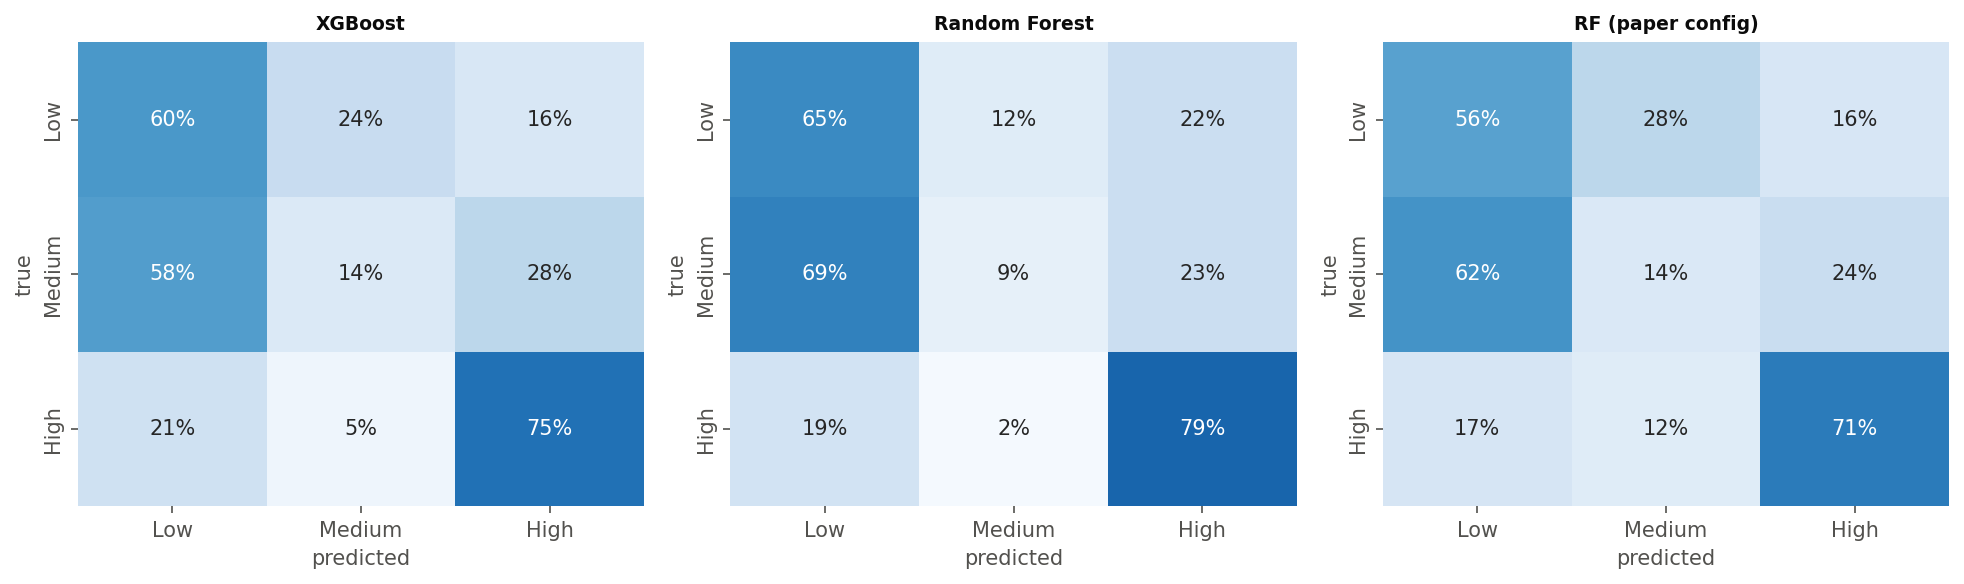 XGBoost
Low
60%
24%
16%
true
Medium
58%
14%
28%
High
21%
5%
75%
Low
Medium
High
predicted
Random Forest
Low
65%
12%
22%
true
Medium
69%
9%
23%
High
19%
2%
79%
Low
Medium
High
predicted
RF (paper config)
Low
56%
28%
16%
true
Medium
62%
14%
24%
High
17%
12%
71%
Low
Medium
High
predicted